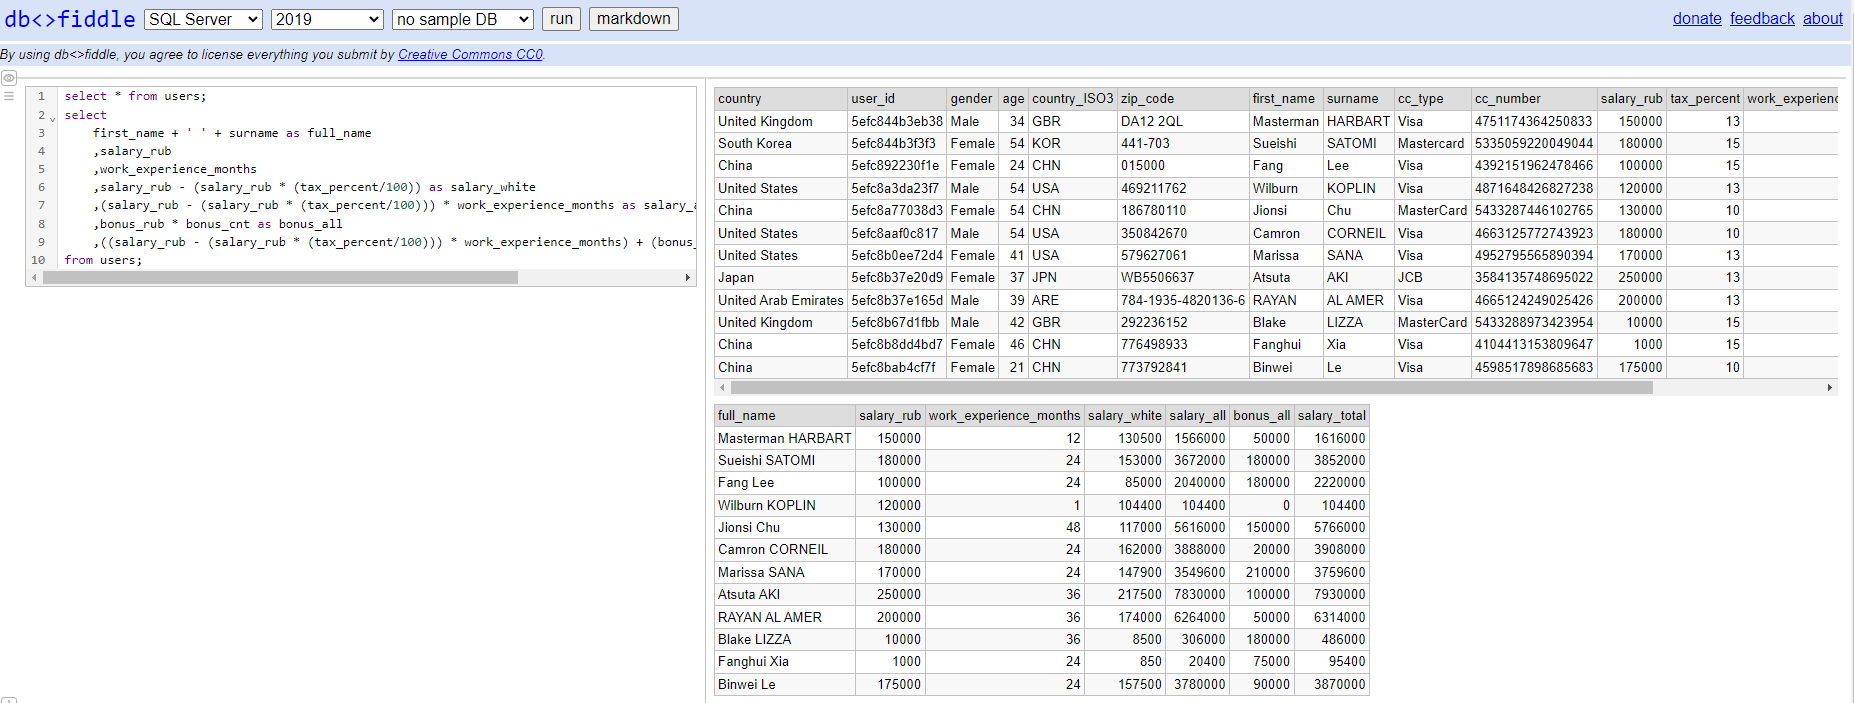 db<>fiddle SQL Server 2019 no sample DB run markdown donate feedback about
By using db<>fiddle, you agree to license everything you submit by Creative Commons CC0.
1 select * from users;
2 select
3 first_name + ' ' + surname as full_name
4 ,salary_rub
5 ,work_experience_months
6 ,salary_rub - (salary_rub * (tax_percent/100)) as salary_white
7 ,(salary_rub - (salary_rub * (tax_percent/100))) * work_experience_months as salary_a
8 ,bonus_rub * bonus_cnt as bonus_all
9 ,((salary_rub - (salary_rub * (tax_percent/100))) * work_experience_months) + (bonus_
10 from users;
country user_id gender age country_ISO3 zip_code first_name surname cc_type cc_number salary_rub tax_percent work_experienc
United Kingdom 5efc844b3eb38 Male 34 GBR DA12 2QL Masterman HARBART Visa 4751174364250833 150000 13
South Korea 5efc844b3f3f3 Female 54 KOR 441-703 Sueishi SATOMI Mastercard 5335059220049044 180000 15
China 5efc892230f1e Female 24 CHN 015000 Fang Lee Visa 4392151962478466 100000 15
United States 5efc8a3da23f7 Male 54 USA 469211762 Wilburn KOPLIN Visa 4871648426827238 120000 13
China 5efc8a77038d3 Female 54 CHN 186780110 Jionsi Chu MasterCard 5433287446102765 130000 10
United States 5efc8aaf0c817 Male 54 USA 350842670 Camron CORNEIL Visa 4663125772743923 180000 10
United States 5efc8b0ee72d4 Female 41 USA 579627061 Marissa SANA Visa 4952795565890394 170000 13
Japan 5efc8b37e20d9 Female 37 JPN WB5506637 Atsuta AKI JCB 3584135748695022 250000 13
United Arab Emirates 5efc8b37e165d Male 39 ARE 784-1935-4820136-6 RAYAN AL AMER Visa 4665124249025426 200000 13
United Kingdom 5efc8b67d1fbb Male 42 GBR 292236152 Blake LIZZA MasterCard 5433288973423954 10000 15
China 5efc8b8dd4bd7 Female 46 CHN 776498933 Fanghui Xia Visa 4104413153809647 1000 15
China 5efc8bab4cf7f Female 21 CHN 773792841 Binwei Le Visa 4598517898685683 175000 10
full_name salary_rub work_experience_months salary_white salary_all bonus_all salary_total
Masterman HARBART 150000 12 130500 1566000 50000 1616000
Sueishi SATOMI 180000 24 153000 3672000 180000 3852000
Fang Lee 100000 24 85000 2040000 180000 2220000
Wilburn KOPLIN 120000 1 104400 104400 0 104400
Jionsi Chu 130000 48 117000 5616000 150000 5766000
Camron CORNEIL 180000 24 162000 3888000 20000 3908000
Marissa SANA 170000 24 147900 3549600 210000 3759600
Atsuta AKI 250000 36 217500 7830000 100000 7930000
RAYAN AL AMER 200000 36 174000 6264000 50000 6314000
Blake LIZZA 10000 36 8500 306000 180000 486000
Fanghui Xia 1000 24 850 20400 75000 95400
Binwei Le 175000 24 157500 3780000 90000 3870000